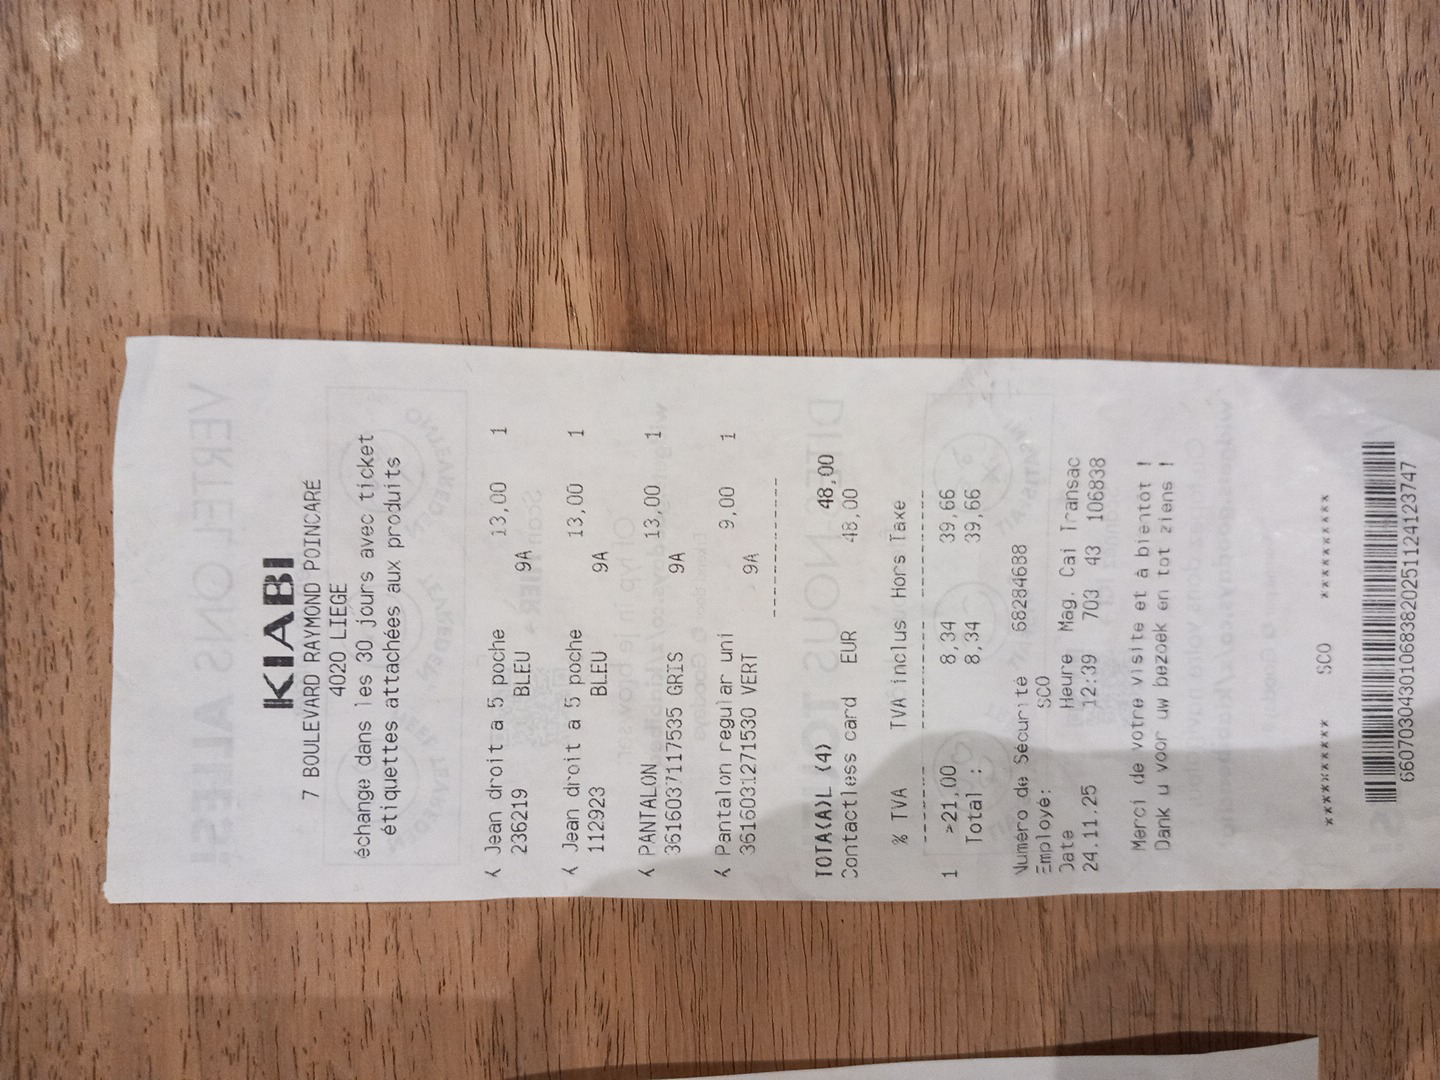 KIABI
7 BOULEVARD RAYMOND POINCARÉ
4020 LIEGE
échange dans les 30 jours avec ticket
étiquettes attachées aux produits
Jean droit a 5 poche 13,00 1
236219 BLEU 9A
Jean droit a 5 poche 13,00 1
112923 BLEU 9A
PANTALON 13,00 1
3616037117535 GRIS 9A
Pantalon regular uni 9,00 1
3616031271530 VERT 9A
----------------
TOTA(A)L (4) 48,00
Contactless card EUR 48,00
% TVA TVA inclus Hors Taxe
1 >21,00 8,34 39,66
Total : 8,34 39,66
Numéro de Sécurité 68284688
Employé: SCO
Date Heure Mag. Cai Transac
24.11.25 12:39 703 43 106838
Merci de votre visite et à bientôt !
Dank u voor uw bezoek en tot ziens !
********** SCO **********
6607030430106838202511241237​47